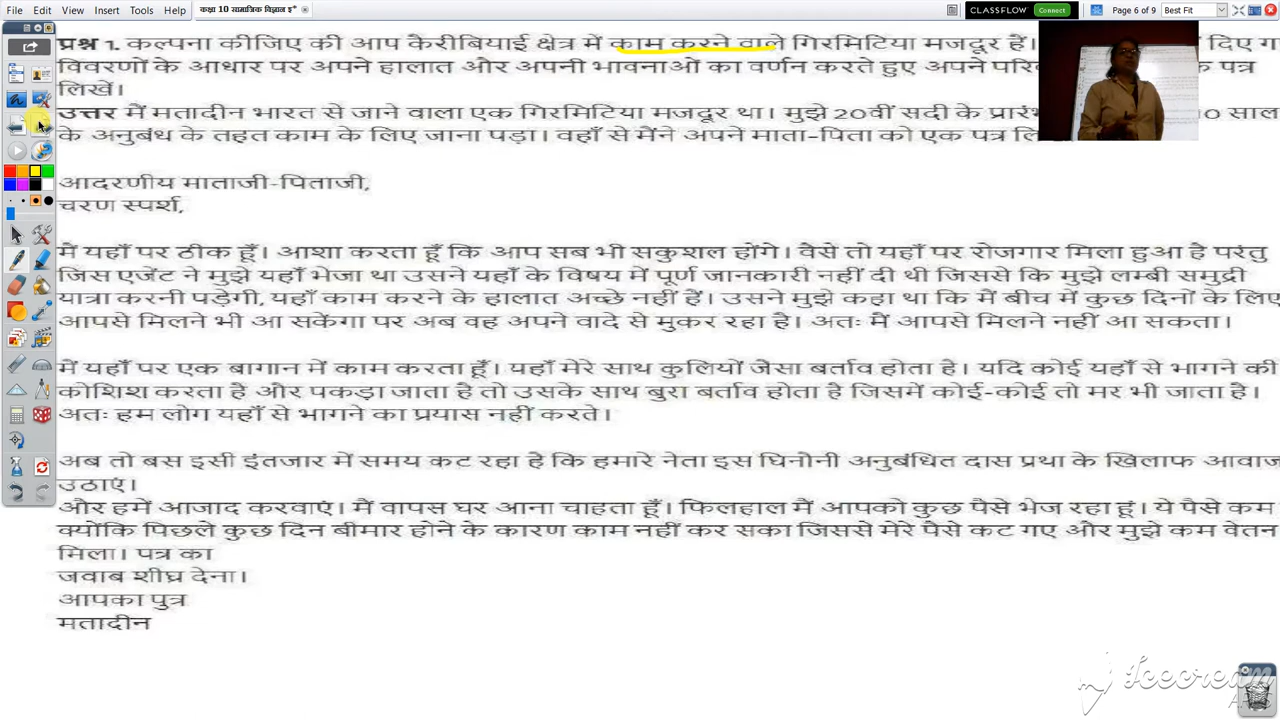 File Edit View Insert Tools Help कक्षा 10 सामाजिक विज्ञान इ* CLASSFLOW Connect Page 6 of 9 Best Fit
प्रश्न 1. कल्पना कीजिए की आप कैरीबियाई क्षेत्र में काम करने वाले गिरमिटिया मजदूर हैं। दिए ग
विवरणों के आधार पर अपने हालात और अपनी भावनाओं का वर्णन करते हुए अपने परि क पत्र
लिखें।
उत्तर मैं मतादीन भारत से जाने वाला एक गिरमिटिया मजदूर था। मुझे 20वीं सदी के प्रारंभ 0 साल
के अनुबंध के तहत काम के लिए जाना पड़ा। वहाँ से मैंने अपने माता-पिता को एक पत्र लि
आदरणीय माताजी-पिताजी,
चरण स्पर्श,
मैं यहाँ पर ठीक हूँ। आशा करता हूँ कि आप सब भी सकुशल होंगे। वैसे तो यहाँ पर रोजगार मिला हुआ है परंतु
जिस एजेंट ने मुझे यहाँ भेजा था उसने यहाँ के विषय में पूर्ण जानकारी नहीं दी थी जिससे कि मुझे लम्बी समुद्री
यात्रा करनी पड़ेगी, यहाँ काम करने के हालात अच्छे नहीं हैं। उसने मुझे कहा था कि मैं बीच में कुछ दिनों के लिए
आपसे मिलने भी आ सकेंगा पर अब वह अपने वादे से मुकर रहा है। अतः मैं आपसे मिलने नहीं आ सकता।
मैं यहाँ पर एक बागान में काम करता हूँ। यहाँ मेरे साथ कुलियों जैसा बर्ताव होता है। यदि कोई यहाँ से भागने की
कोशिश करता है और पकड़ा जाता है तो उसके साथ बुरा बर्ताव होता है जिसमें कोई-कोई तो मर भी जाता है।
अतः हम लोग यहाँ से भागने का प्रयास नहीं करते।
अब तो बस इसी इंतजार में समय कट रहा है कि हमारे नेता इस घिनौनी अनुबंधित दास प्रथा के खिलाफ आवाज
उठाएं।
और हमें आजाद करवाएं। मैं वापस घर आना चाहता हूँ। फिलहाल मैं आपको कुछ पैसे भेज रहा हूं। ये पैसे कम
क्योंकि पिछले कुछ दिन बीमार होने के कारण काम नहीं कर सका जिससे मेरे पैसे कट गए और मुझे कम वेतन
मिला। पत्र का
जवाब शीघ्र देना।
आपका पुत्र
मतादीन
Icecream